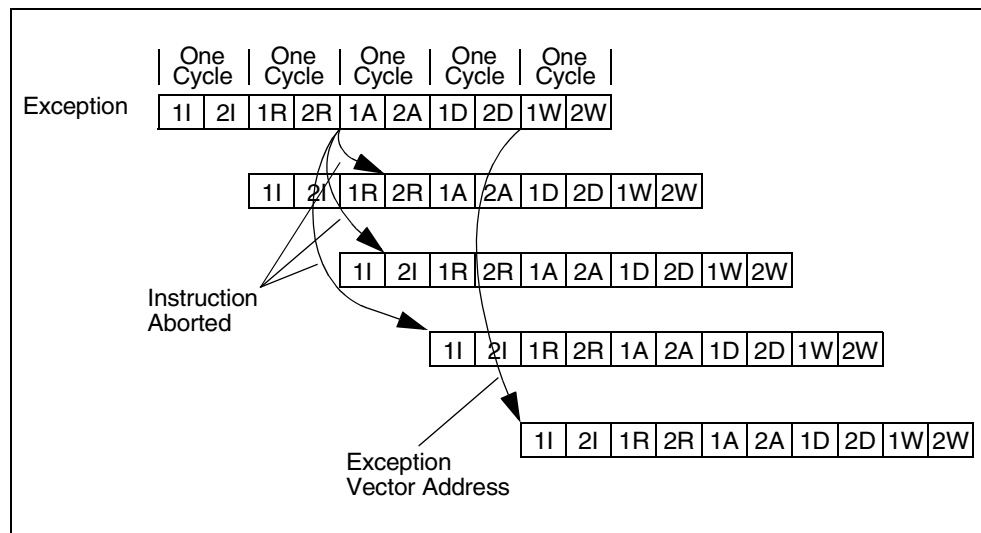 One One One One One
Cycle Cycle Cycle Cycle Cycle
Exception 1I 2I 1R 2R 1A 2A 1D 2D 1W 2W
1I 2I 1R 2R 1A 2A 1D 2D 1W 2W
1I 2I 1R 2R 1A 2A 1D 2D 1W 2W
Instruction
Aborted
1I 2I 1R 2R 1A 2A 1D 2D 1W 2W
1I 2I 1R 2R 1A 2A 1D 2D 1W 2W
Exception
Vector Address